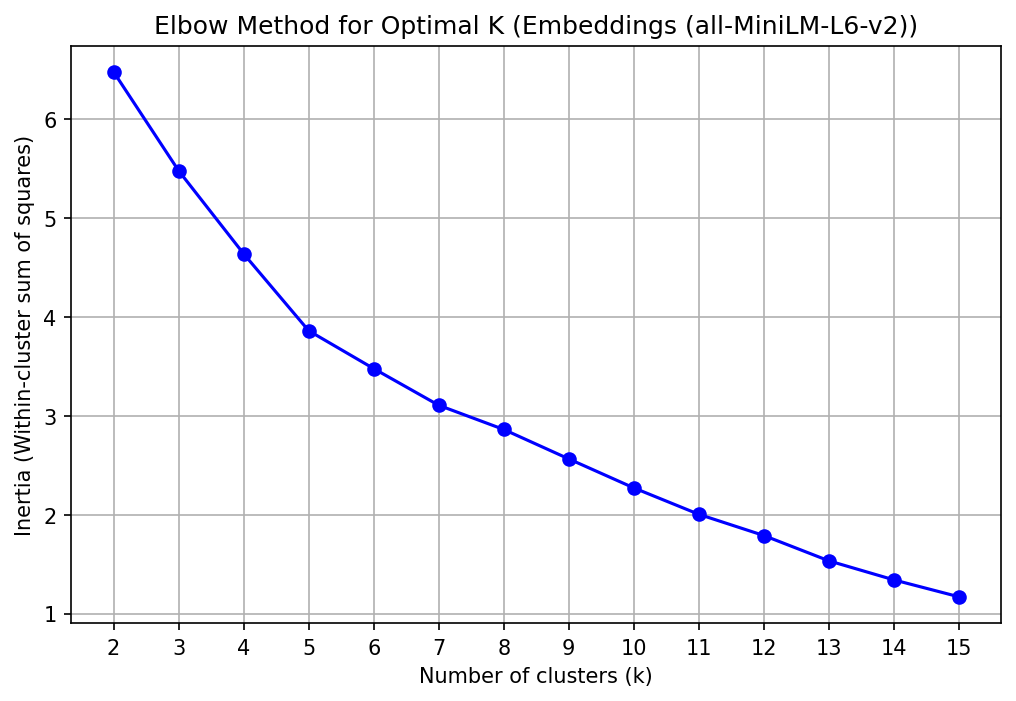 Elbow Method for Optimal K (Embeddings (all-MiniLM-L6-v2))
Inertia (Within-cluster sum of squares)
6
5
4
3
2
1
2 3 4 5 6 7 8 9 10 11 12 13 14 15
Number of clusters (k)